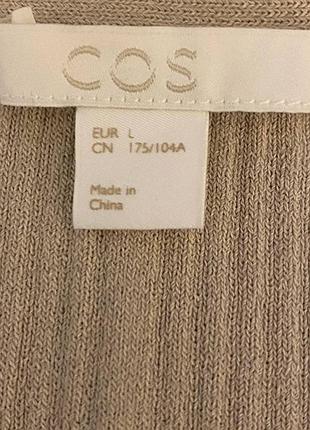 COS
EUR L
CN 175/104A
Made in
China